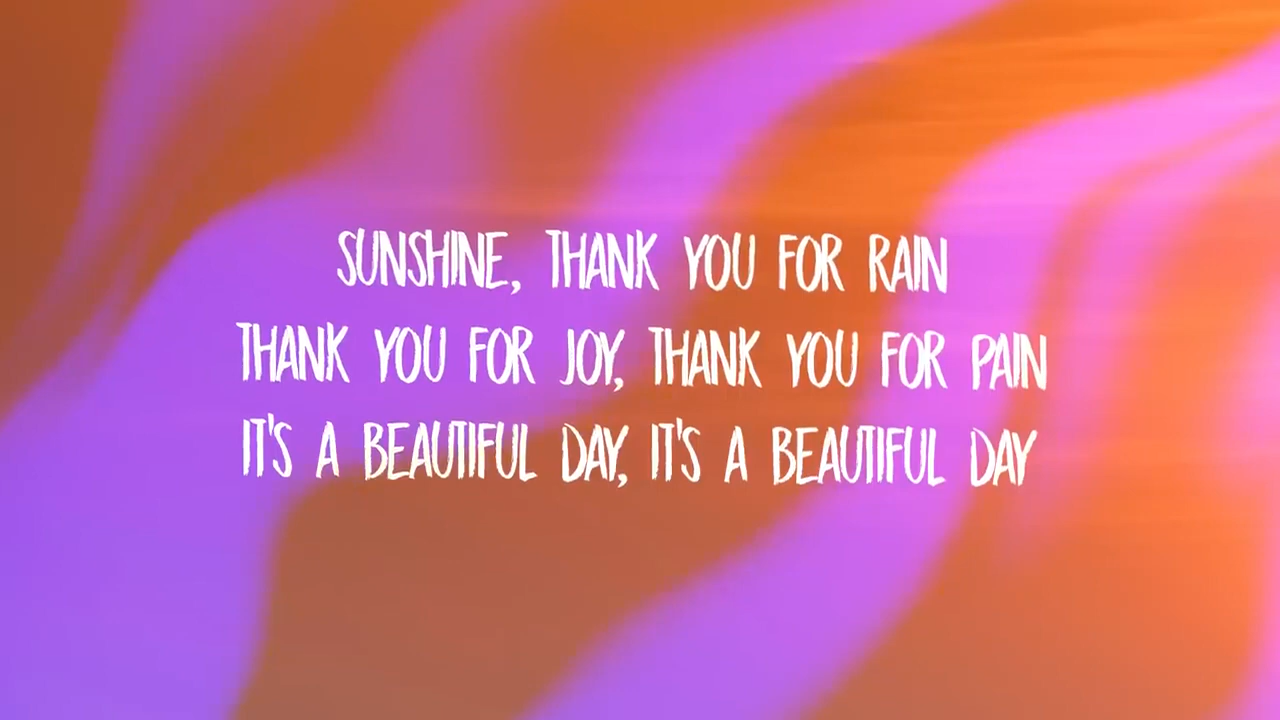 SUNSHINE, THANK YOU FOR RAIN
THANK YOU FOR JOY, THANK YOU FOR PAIN
IT'S A BEAUTIFUL DAY, IT'S A BEAUTIFUL DAY